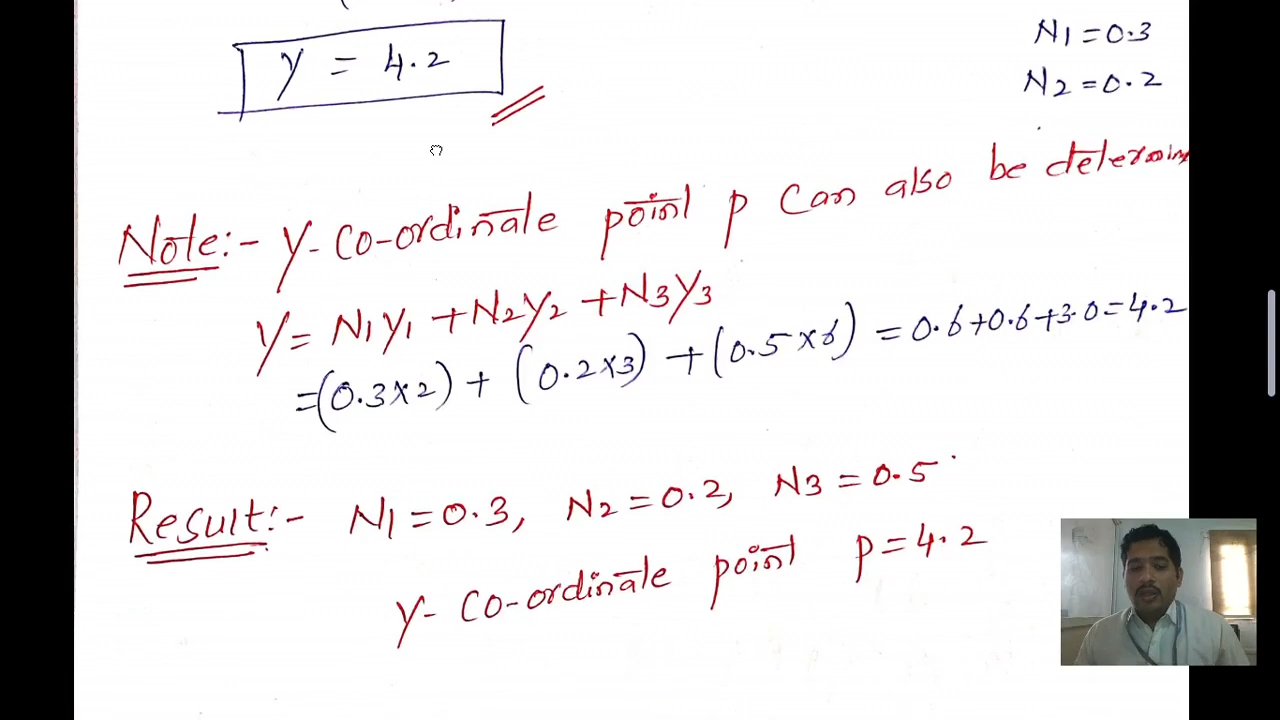 y = 4.2
N1 = 0.3
N2 = 0.2
Note:- y-co-ordinate point p can also be determin
y = N1y1 + N2y2 + N3y3
= (0.3×2) + (0.2×3) + (0.5×6) = 0.6+0.6+3.0=4.2
Result:- N1 = 0.3, N2 = 0.2, N3 = 0.5
y- co-ordinate point p = 4.2